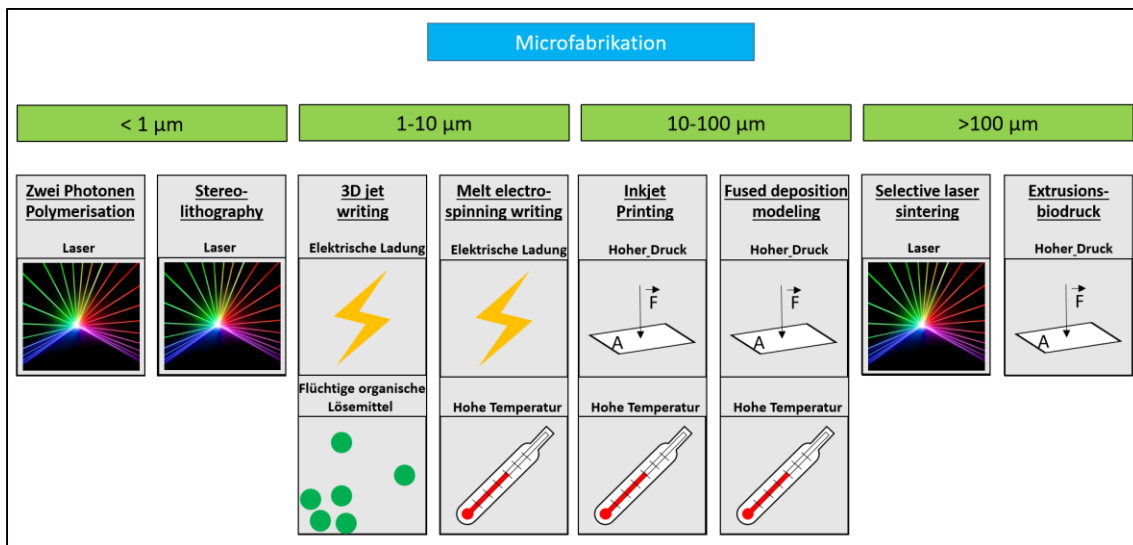 Microfabrikation
< 1 µm
1-10 µm
10-100 µm
>100 µm
Zwei Photonen
Polymerisation
Laser
Stereo-
lithography
Laser
3D jet
writing
Elektrische Ladung
Flüchtige organische
Lösemittel
Melt electro-
spinning writing
Elektrische Ladung
Hohe Temperatur
Inkjet
Printing
Hoher_Druck
F
A
Hohe Temperatur
Fused deposition
modeling
Hoher_Druck
F
A
Hohe Temperatur
Selective laser
sintering
Laser
Extrusions-
biodruck
Hoher_Druck
F
A